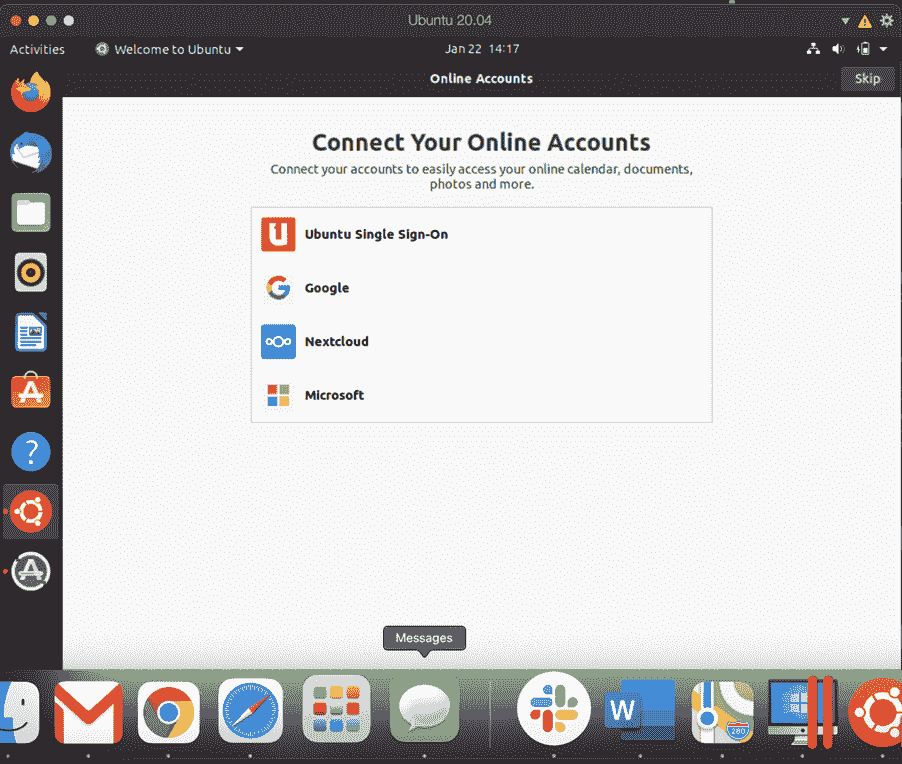 Ubuntu 20.04
Activities
Welcome to Ubuntu
Jan 22 14:17
Online Accounts
Skip
Connect Your Online Accounts
Connect your accounts to easily access your online calendar, documents,
photos and more.
Ubuntu Single Sign-On
Google
Nextcloud
Microsoft
Messages
W
280